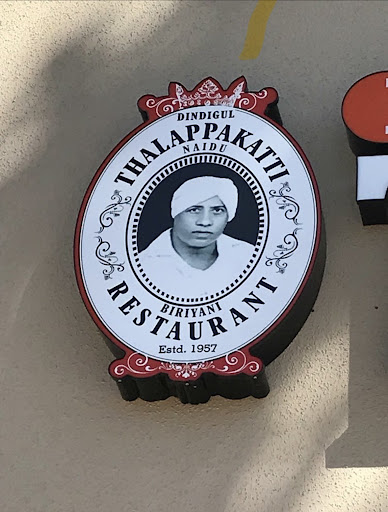 DINDIGUL
THALAPPAKATTI
NAIDU
BIRIYANI
RESTAURANT
Estd. 1957